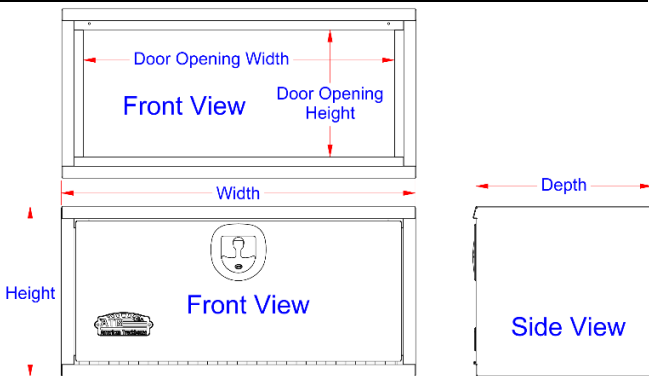 Door Opening Width
Door Opening
Height
Front View
Width
Depth
Height
Front View
Side View